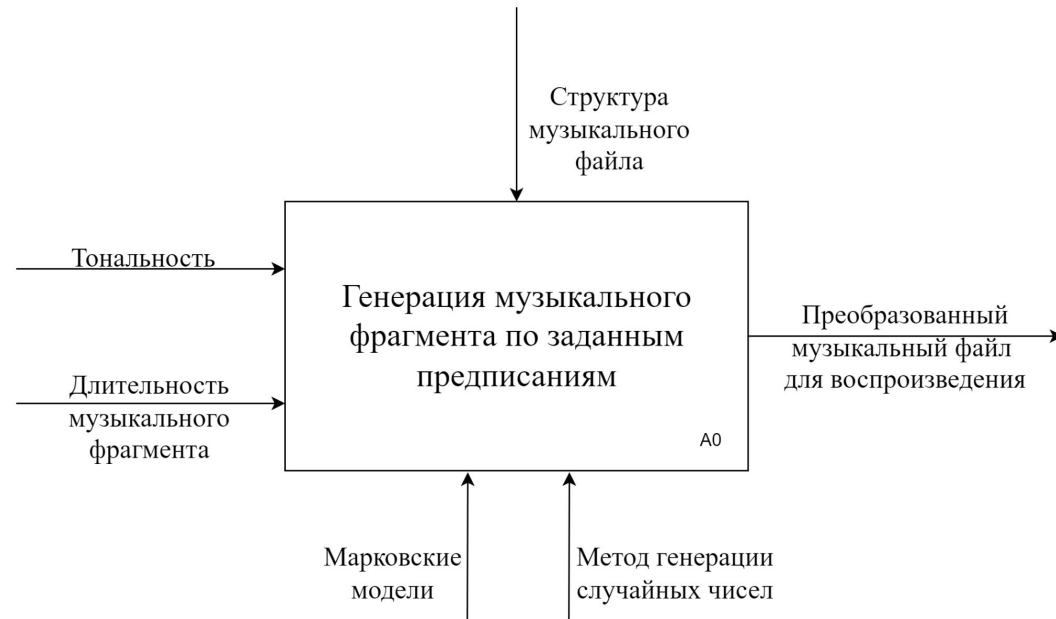 Структура
музыкального
файла
Тональность
Генерация музыкального
фрагмента по заданным
предписаниям
A0
Преобразованный
музыкальный файл
для воспроизведения
Длительность
музыкального
фрагмента
Марковские
модели
Метод генерации
случайных чисел